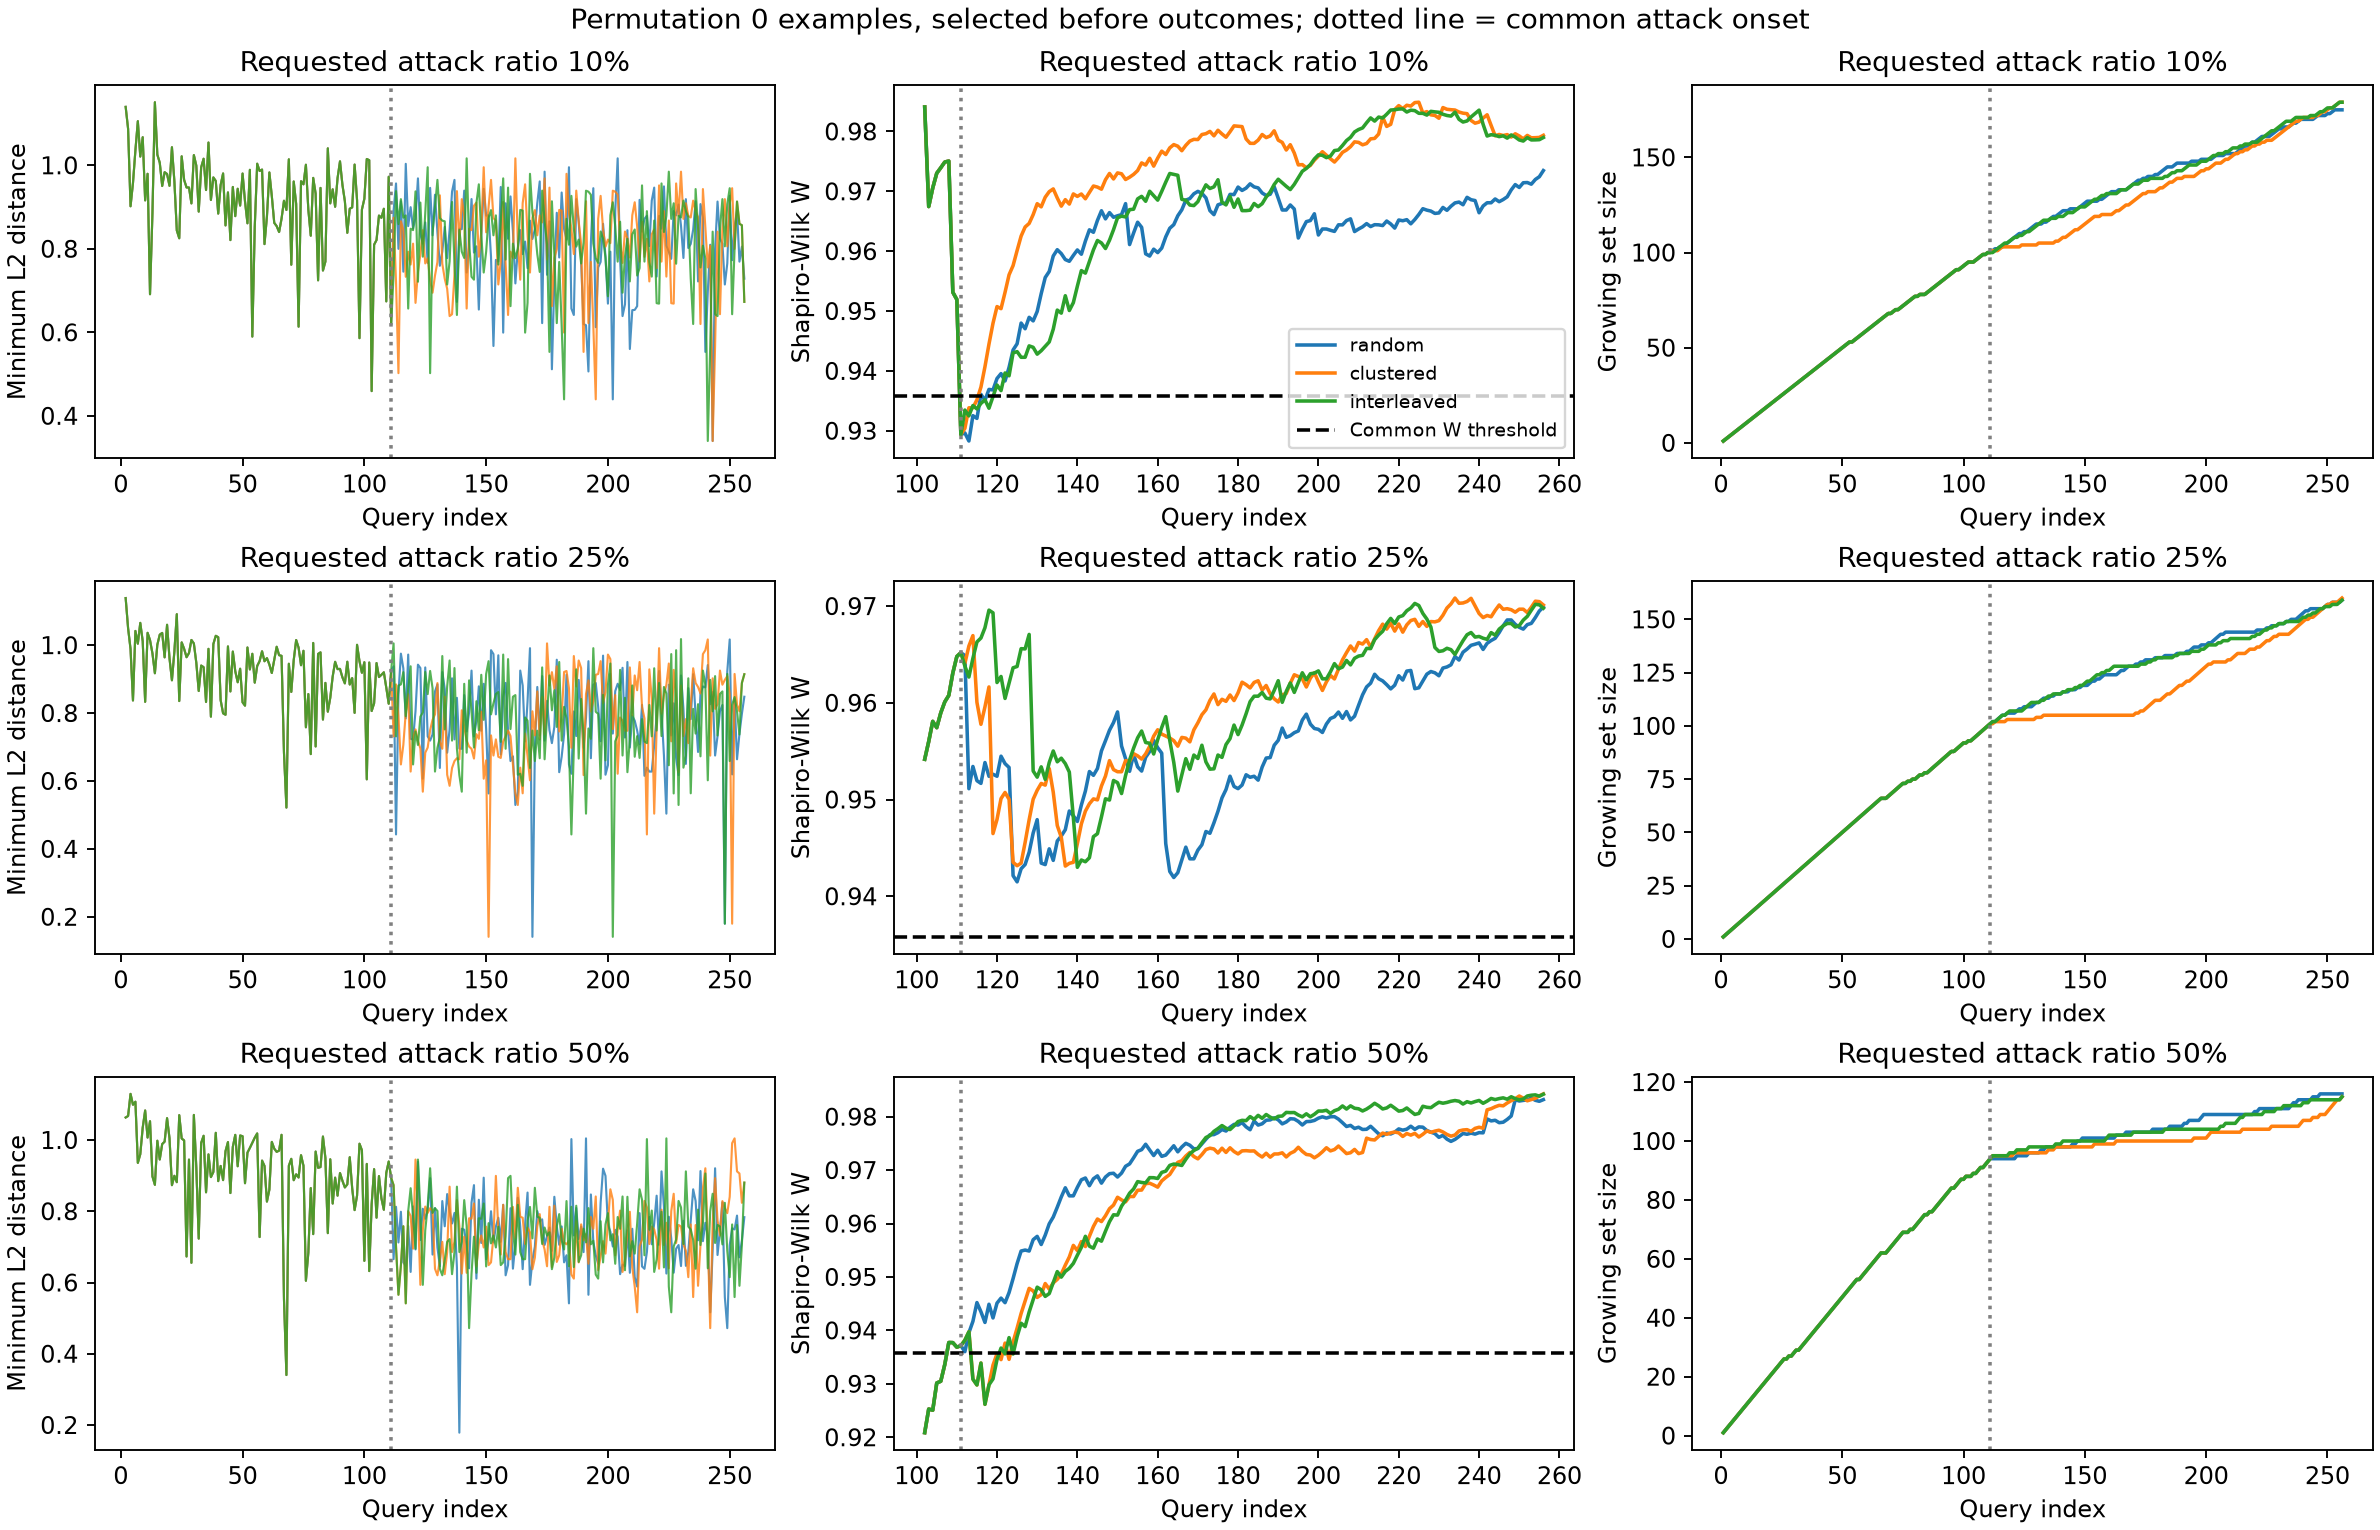 Permutation 0 examples, selected before outcomes; dotted line = common attack onset
Requested attack ratio 10%
Minimum L2 distance
1.0
0.8
0.6
0.4
0 50 100 150 200 250
Query index
Requested attack ratio 10%
Shapiro-Wilk W
0.98
0.97
0.96
0.95
0.94
0.93
random
clustered
interleaved
Common W threshold
100 120 140 160 180 200 220 240 260
Query index
Requested attack ratio 10%
Growing set size
150
100
50
0
0 50 100 150 200 250
Query index
Requested attack ratio 25%
Minimum L2 distance
1.0
0.8
0.6
0.4
0.2
0 50 100 150 200 250
Query index
Requested attack ratio 25%
Shapiro-Wilk W
0.97
0.96
0.95
0.94
100 120 140 160 180 200 220 240 260
Query index
Requested attack ratio 25%
Growing set size
150
125
100
75
50
25
0
0 50 100 150 200 250
Query index
Requested attack ratio 50%
Minimum L2 distance
1.0
0.8
0.6
0.4
0.2
0 50 100 150 200 250
Query index
Requested attack ratio 50%
Shapiro-Wilk W
0.98
0.97
0.96
0.95
0.94
0.93
0.92
100 120 140 160 180 200 220 240 260
Query index
Requested attack ratio 50%
Growing set size
120
100
80
60
40
20
0
0 50 100 150 200 250
Query index